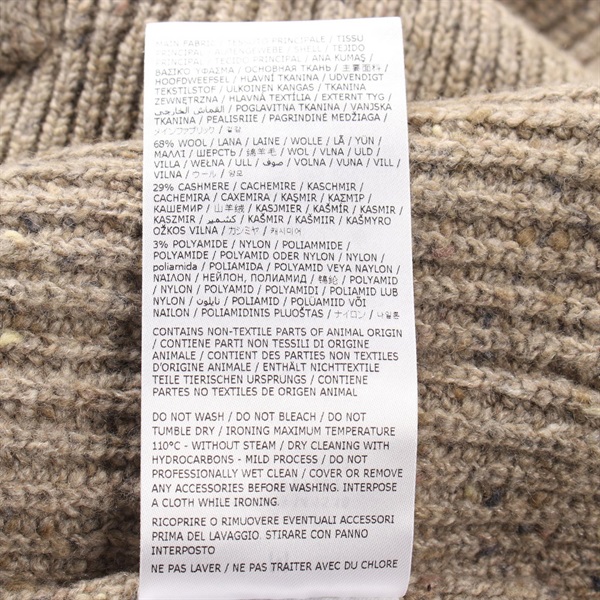 MAIN FABRIC / TESSUTO PRINCIPALE / TISSU
PRINCIPAL / OBERGEWEBE / SHELL / TEJIDO
PRINCIPAL / TECIDO PRINCIPAL / ANA KUMAŞ /
ΒΑΣΙΚΟ ΥΦΑΣΜΑ / ОСНОВНАЯ ТКАНЬ / 主要面料 /
HOOFDWEEFSEL / HLAVNÍ TKANINA / UDVENDIGT
TEKSTILSTOF / ULKOINEN KANGAS / TKANINA
ZEWNĘTRZNA / HLAVNÁ TEXTÍLIA / EXTERNT TYG /
القماش الخارجي / POGLAVITNA TKANINA / VANJSKA
TKANINA / PEALISRIIE / PAGRINDINĖ MEDŽIAGA /
メインファブリック / 겉감
68% WOOL / LANA / LAINE / WOLLE / LÃ / YÜN /
ΜΑΛΛΙ / ШЕРСТЬ / 绵羊毛 / WOL / VLNA / ULD /
VILLA / WEŁNA / ULL / صوف / VOLNA / VUNA / VILL /
VILNA / ウール / 양모
29% CASHMERE / CACHEMIRE / KASCHMIR /
CACHEMIRA / CAXEMIRA / KAŞMIR / ΚΑΣΜΙΡ /
КАШЕМИР / 山羊绒 / KASJMIER / KAŠMÍR / KASMIR /
KASZMIR / كشمير / KAŠMIR / KAŠMIIR / KAŠMYRO
OŽKOS VILNA / カシミヤ / 캐시미어
3% POLYAMIDE / NYLON / POLIAMMIDE /
POLYAMIDE / POLYAMID ODER NYLON / NYLON /
poliamida / POLIAMIDA / POLYAMID VEYA NAYLON /
ΝΑΙΛΟΝ / НЕЙЛОН, ПОЛИАМИД / 锦纶 / NYLON /
POLYAMID / POLYAMIDI / POLIAMID LUB
NYLON / نايلون / POLIAMID / POLÜAMIID VÕI
NAILON / POLIAMIDINIS PLUOŠTAS / ナイロン / 나일론
CONTAINS NON-TEXTILE PARTS OF ANIMAL ORIGIN
/ CONTIENE PARTI NON TESSILI DI ORIGINE
ANIMALE / CONTIENT DES PARTIES NON TEXTILES
D'ORIGINE ANIMALE / ENTHÄLT NICHTTEXTILE
TEILE TIERISCHEN URSPRUNGS / CONTIENE
PARTES NO TEXTILES DE ORIGEN ANIMAL
DO NOT WASH / DO NOT BLEACH / DO NOT
TUMBLE DRY / IRONING MAXIMUM TEMPERATURE
110°C - WITHOUT STEAM / DRY CLEANING WITH
HYDROCARBONS - MILD PROCESS / DO NOT
PROFESSIONALLY WET CLEAN / COVER OR REMOVE
ANY ACCESSORIES BEFORE WASHING. INTERPOSE
A CLOTH WHILE IRONING.
RICOPRIRE O RIMUOVERE EVENTUALI ACCESSORI
PRIMA DEL LAVAGGIO. STIRARE CON PANNO
INTERPOSTO
NE PAS LAVER / NE PAS TRAITER AVEC DU CHLORE